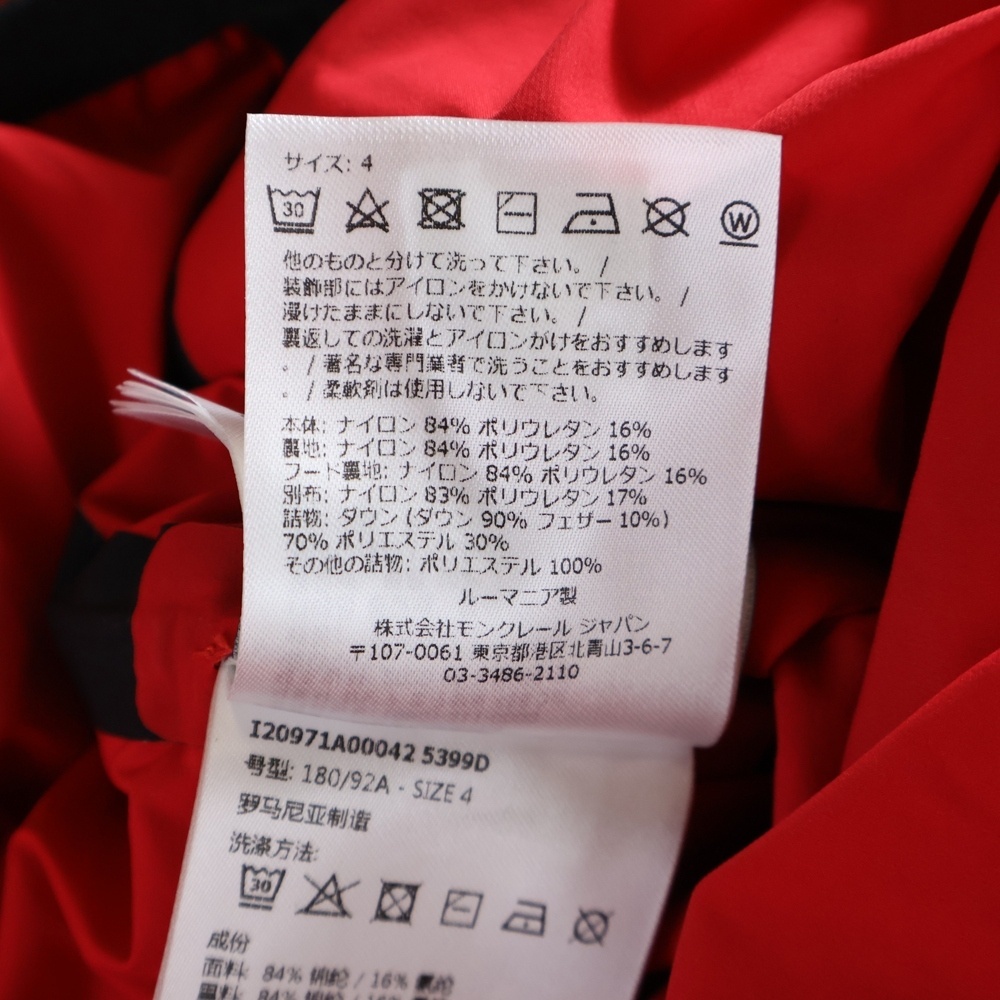 サイズ: 4
30
W
他のものと分けて洗って下さい。 /
装飾部にはアイロンをかけないで下さい。 /
浸けたままにしないで下さい。 /
裏返しての洗濯とアイロンがけをおすすめします
。 / 著名な専門業者で洗うことをおすすめします
。 / 柔軟剤は使用しないで下さい。
本体: ナイロン 84% ポリウレタン 16%
裏地: ナイロン 84% ポリウレタン 16%
フード裏地: ナイロン 84% ポリウレタン 16%
別布: ナイロン 83% ポリウレタン 17%
詰物: ダウン (ダウン 90% フェザー 10%)
70% ポリエステル 30%
その他の詰物: ポリエステル 100%
ルーマニア製
株式会社モンクレール ジャパン
〒107-0061 東京都港区北青山3-6-7
03-3486-2110
I20971A00042 5399D
号型: 180/92A - SIZE 4
罗马尼亚制造
洗涤方法:
30
成份
面料: 84% 锦纶 / 16% 氨纶
里料: 84% 锦纶 / 16%